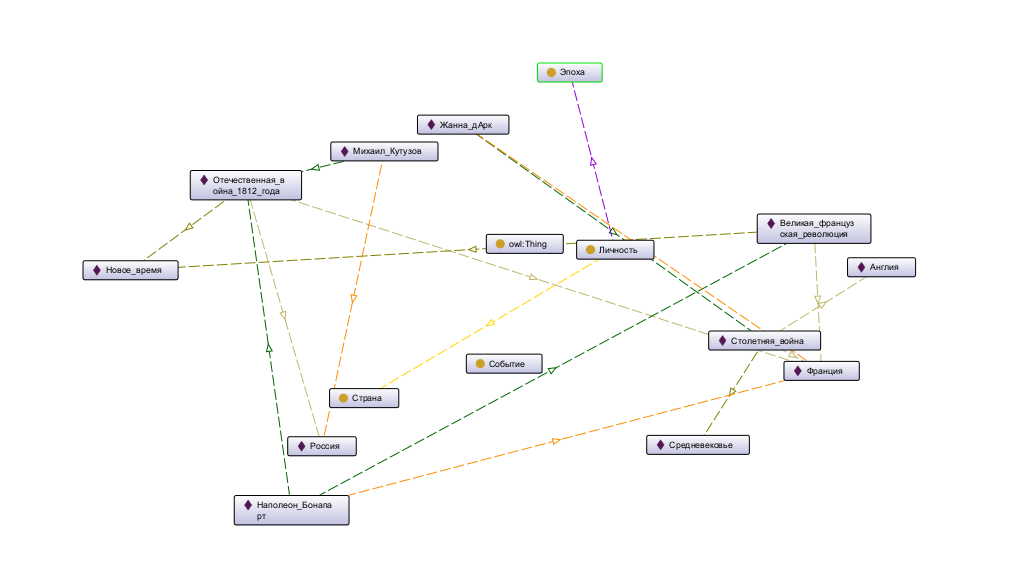 Эпоха
Жанна_дАрк
Михаил_Кутузов
Отечественная_в
ойна_1812_года
Великая_француз
ская_революция
owl:Thing
Личность
Новое_время
Англия
Столетняя_война
Событие
Франция
Страна
Россия
Средневековье
Наполеон_Бонапа
рт